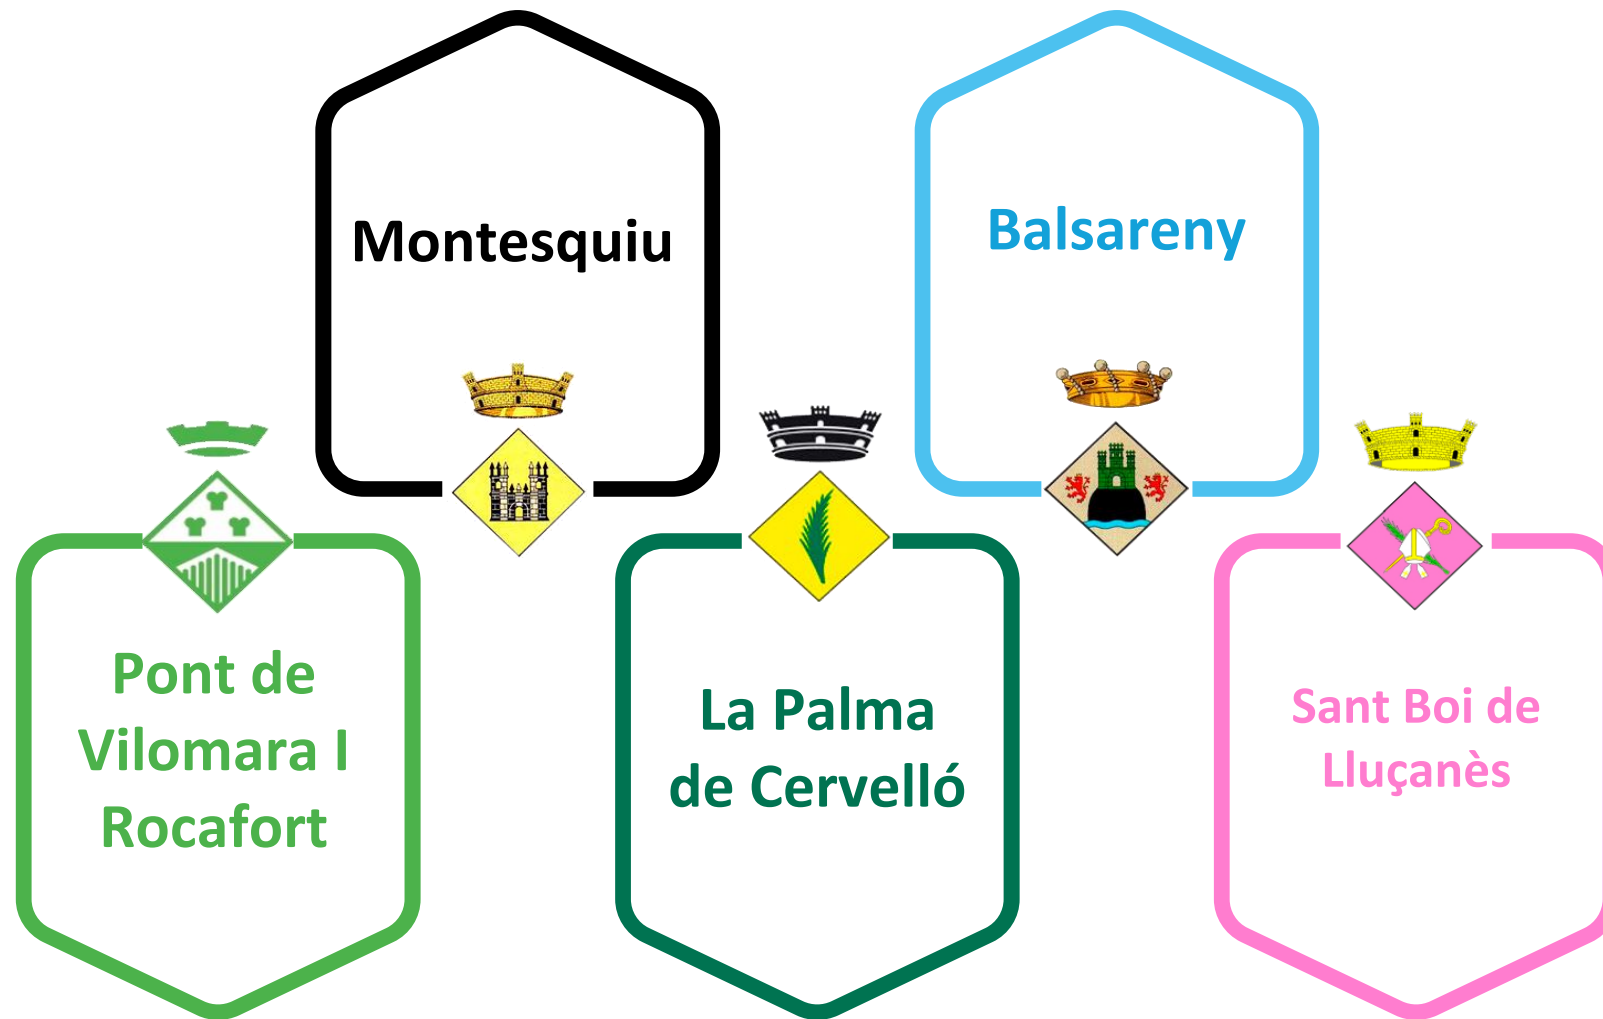 Montesquiu
Balsareny
Pont de
Vilomara I
Rocafort
La Palma
de Cervelló
Sant Boi de
Lluçanès